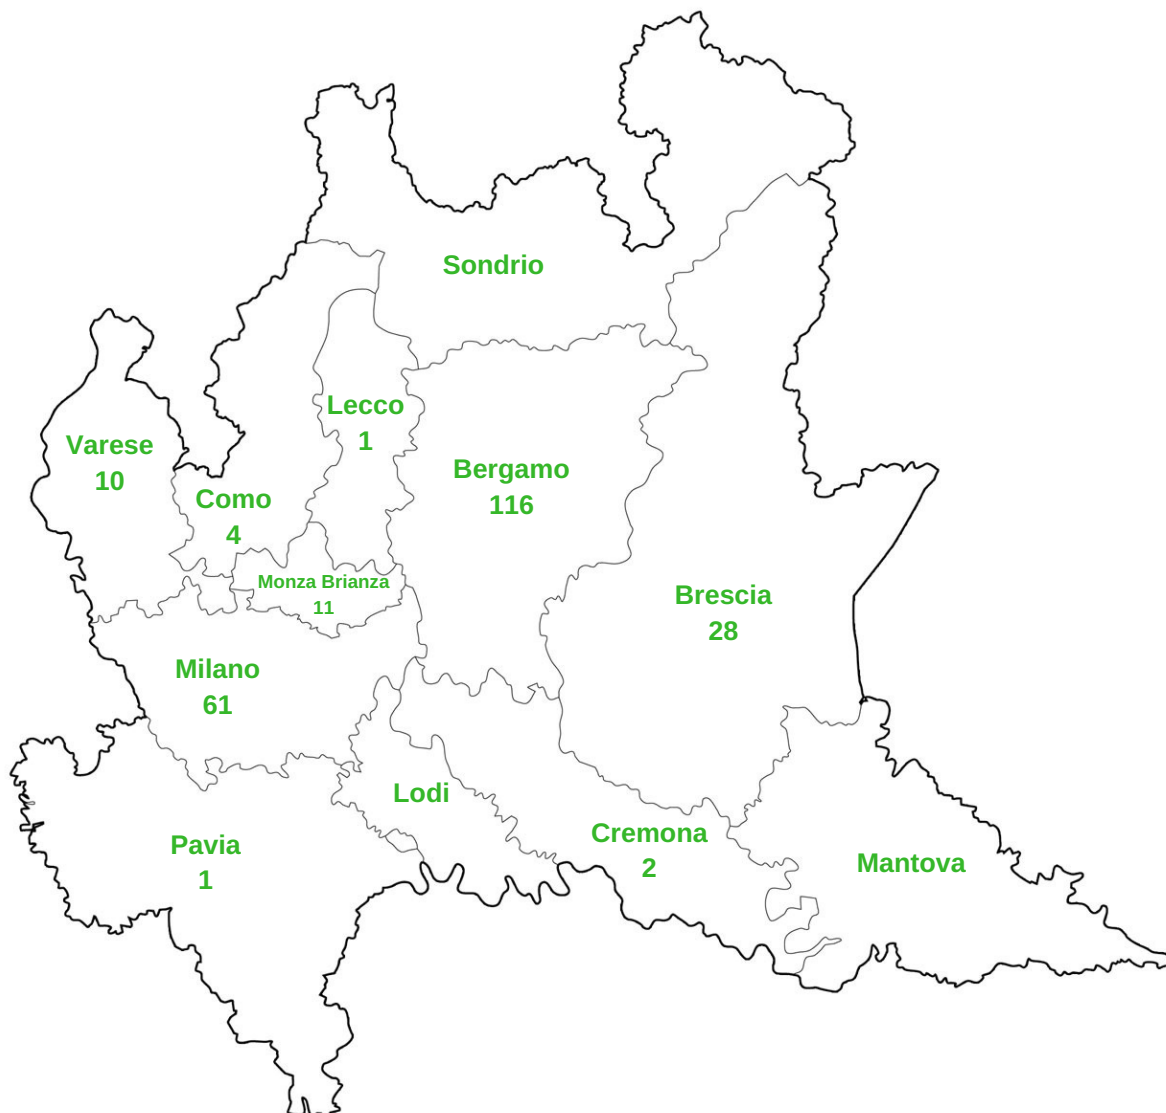 Sondrio
Lecco
1
Varese
10
Bergamo
116
Como
4
Monza Brianza
11
Brescia
28
Milano
61
Lodi
Cremona
2
Pavia
1
Mantova